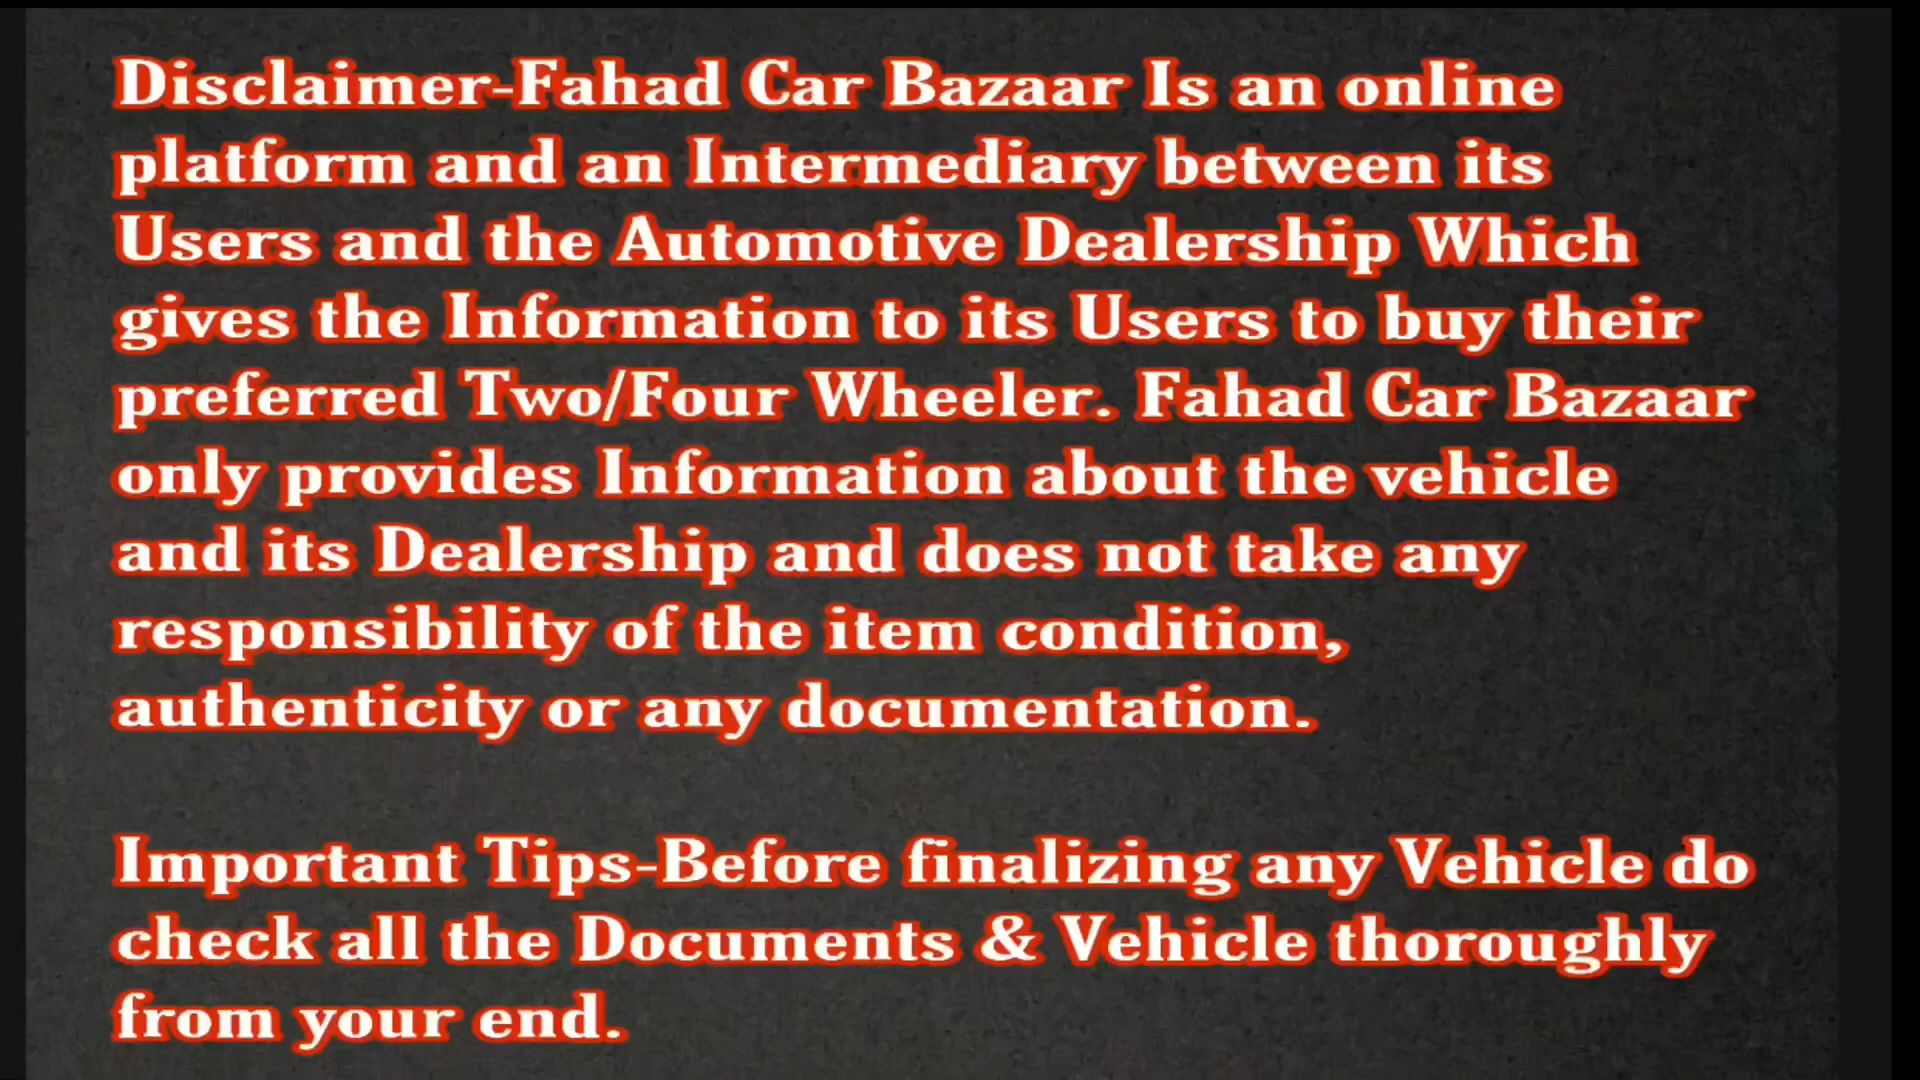 Disclaimer-Fahad Car Bazaar Is an online
platform and an Intermediary between its
Users and the Automotive Dealership Which
gives the Information to its Users to buy their
preferred Two/Four Wheeler. Fahad Car Bazaar
only provides Information about the vehicle
and its Dealership and does not take any
responsibility of the item condition,
authenticity or any documentation.
Important Tips-Before finalizing any Vehicle do
check all the Documents & Vehicle thoroughly
from your end.